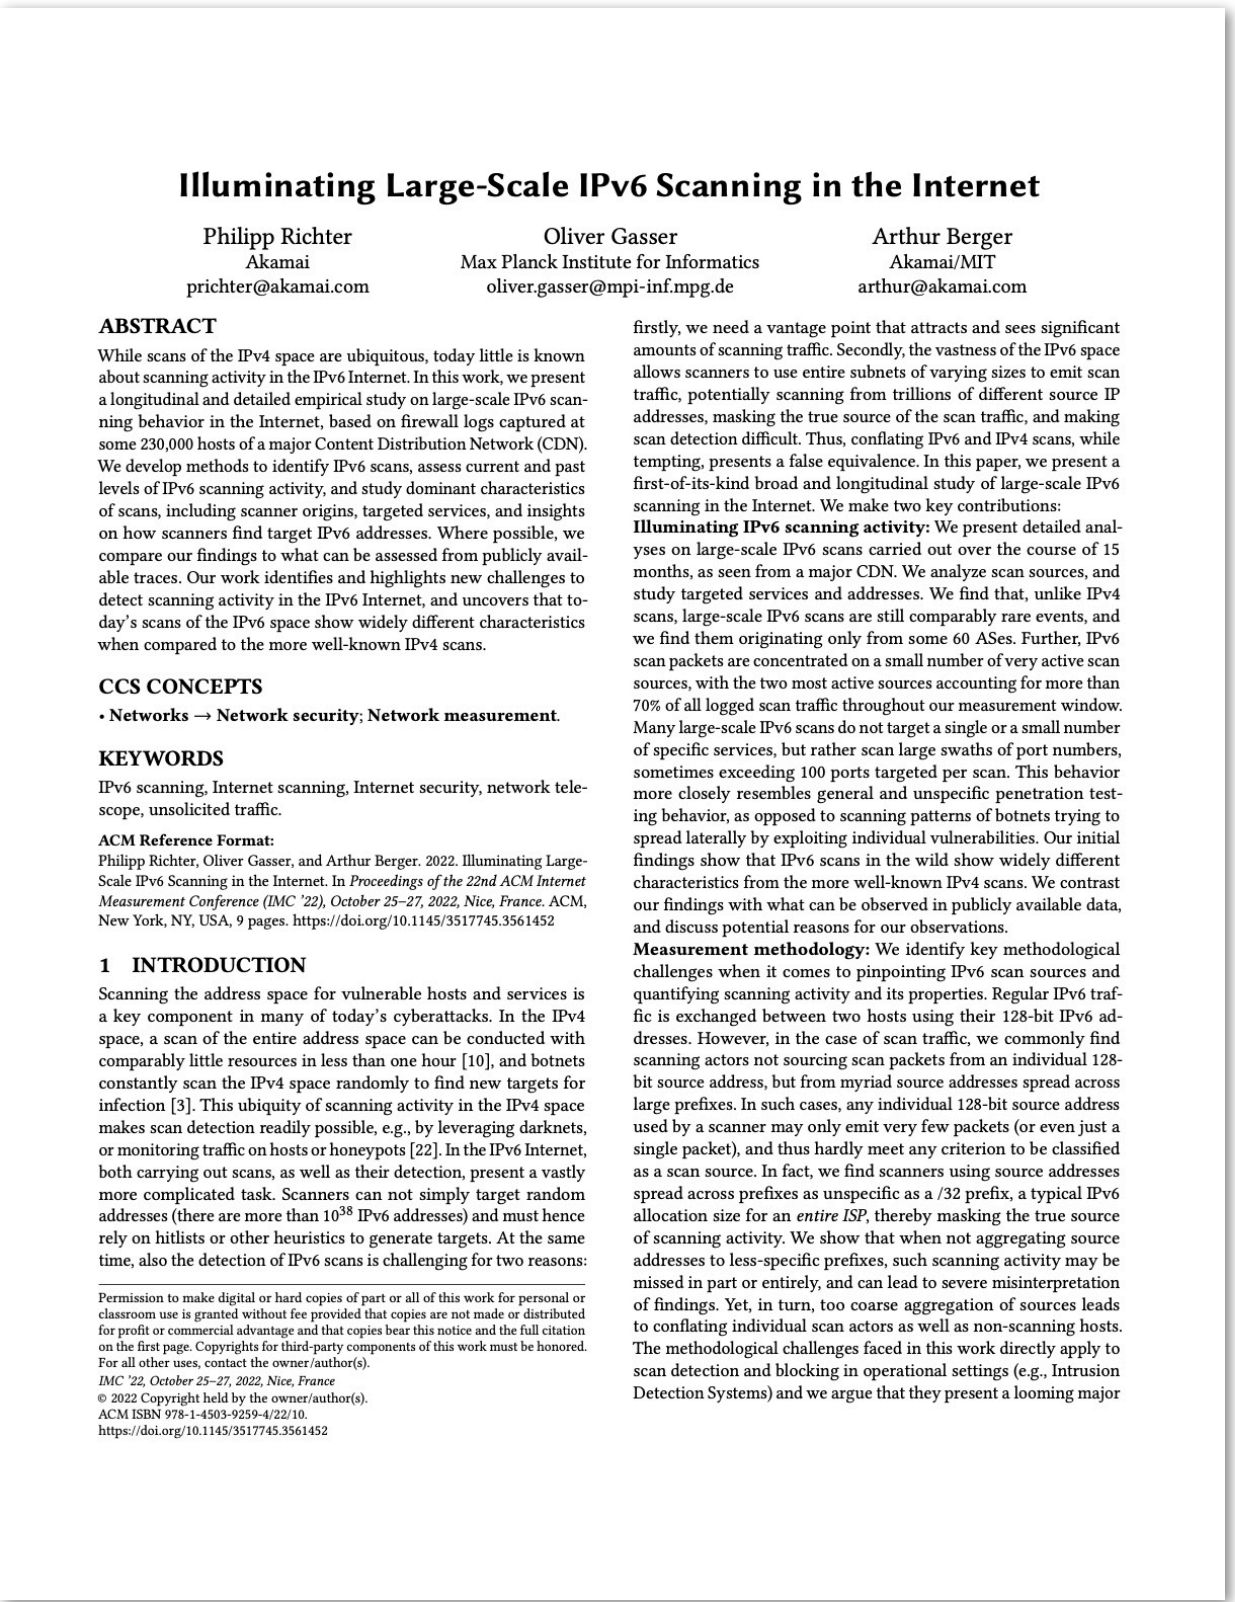 Illuminating Large-Scale IPv6 Scanning in the Internet
Philipp Richter
Akamai
prichter@akamai.com
Oliver Gasser
Max Planck Institute for Informatics
oliver.gasser@mpi-inf.mpg.de
Arthur Berger
Akamai/MIT
arthur@akamai.com
ABSTRACT
While scans of the IPv4 space are ubiquitous, today little is known
about scanning activity in the IPv6 Internet. In this work, we present
a longitudinal and detailed empirical study on large-scale IPv6 scan-
ning behavior in the Internet, based on firewall logs captured at
some 230,000 hosts of a major Content Distribution Network (CDN).
We develop methods to identify IPv6 scans, assess current and past
levels of IPv6 scanning activity, and study dominant characteristics
of scans, including scanner origins, targeted services, and insights
on how scanners find target IPv6 addresses. Where possible, we
compare our findings to what can be assessed from publicly avail-
able traces. Our work identifies and highlights new challenges to
detect scanning activity in the IPv6 Internet, and uncovers that to-
day's scans of the IPv6 space show widely different characteristics
when compared to the more well-known IPv4 scans.
CCS CONCEPTS
• Networks → Network security; Network measurement.
KEYWORDS
IPv6 scanning, Internet scanning, Internet security, network tele-
scope, unsolicited traffic.
ACM Reference Format:
Philipp Richter, Oliver Gasser, and Arthur Berger. 2022. Illuminating Large-
Scale IPv6 Scanning in the Internet. In Proceedings of the 22nd ACM Internet
Measurement Conference (IMC '22), October 25–27, 2022, Nice, France. ACM,
New York, NY, USA, 9 pages. https://doi.org/10.1145/3517745.3561452
1 INTRODUCTION
Scanning the address space for vulnerable hosts and services is
a key component in many of today's cyberattacks. In the IPv4
space, a scan of the entire address space can be conducted with
comparably little resources in less than one hour [10], and botnets
constantly scan the IPv4 space randomly to find new targets for
infection [3]. This ubiquity of scanning activity in the IPv4 space
makes scan detection readily possible, e.g., by leveraging darknets,
or monitoring traffic on hosts or honeypots [22]. In the IPv6 Internet,
both carrying out scans, as well as their detection, present a vastly
more complicated task. Scanners can not simply target random
addresses (there are more than 10^38 IPv6 addresses) and must hence
rely on hitlists or other heuristics to generate targets. At the same
time, also the detection of IPv6 scans is challenging for two reasons:
Permission to make digital or hard copies of part or all of this work for personal or
classroom use is granted without fee provided that copies are not made or distributed
for profit or commercial advantage and that copies bear this notice and the full citation
on the first page. Copyrights for third-party components of this work must be honored.
For all other uses, contact the owner/author(s).
IMC '22, October 25–27, 2022, Nice, France
© 2022 Copyright held by the owner/author(s).
ACM ISBN 978-1-4503-9259-4/22/10.
https://doi.org/10.1145/3517745.3561452
firstly, we need a vantage point that attracts and sees significant
amounts of scanning traffic. Secondly, the vastness of the IPv6 space
allows scanners to use entire subnets of varying sizes to emit scan
traffic, potentially scanning from trillions of different source IP
addresses, masking the true source of the scan traffic, and making
scan detection difficult. Thus, conflating IPv6 and IPv4 scans, while
tempting, presents a false equivalence. In this paper, we present a
first-of-its-kind broad and longitudinal study of large-scale IPv6
scanning in the Internet. We make two key contributions:
Illuminating IPv6 scanning activity: We present detailed anal-
yses on large-scale IPv6 scans carried out over the course of 15
months, as seen from a major CDN. We analyze scan sources, and
study targeted services and addresses. We find that, unlike IPv4
scans, large-scale IPv6 scans are still comparably rare events, and
we find them originating only from some 60 ASes. Further, IPv6
scan packets are concentrated on a small number of very active scan
sources, with the two most active sources accounting for more than
70% of all logged scan traffic throughout our measurement window.
Many large-scale IPv6 scans do not target a single or a small number
of specific services, but rather scan large swaths of port numbers,
sometimes exceeding 100 ports targeted per scan. This behavior
more closely resembles general and unspecific penetration test-
ing behavior, as opposed to scanning patterns of botnets trying to
spread laterally by exploiting individual vulnerabilities. Our initial
findings show that IPv6 scans in the wild show widely different
characteristics from the more well-known IPv4 scans. We contrast
our findings with what can be observed in publicly available data,
and discuss potential reasons for our observations.
Measurement methodology: We identify key methodological
challenges when it comes to pinpointing IPv6 scan sources and
quantifying scanning activity and its properties. Regular IPv6 traf-
fic is exchanged between two hosts using their 128-bit IPv6 ad-
dresses. However, in the case of scan traffic, we commonly find
scanning actors not sourcing scan packets from an individual 128-
bit source address, but from myriad source addresses spread across
large prefixes. In such cases, any individual 128-bit source address
used by a scanner may only emit very few packets (or even just a
single packet), and thus hardly meet any criterion to be classified
as a scan source. In fact, we find scanners using source addresses
spread across prefixes as unspecific as a /32 prefix, a typical IPv6
allocation size for an entire ISP, thereby masking the true source
of scanning activity. We show that when not aggregating source
addresses to less-specific prefixes, such scanning activity may be
missed in part or entirely, and can lead to severe misinterpretation
of findings. Yet, in turn, too coarse aggregation of sources leads
to conflating individual scan actors as well as non-scanning hosts.
The methodological challenges faced in this work directly apply to
scan detection and blocking in operational settings (e.g., Intrusion
Detection Systems) and we argue that they present a looming major